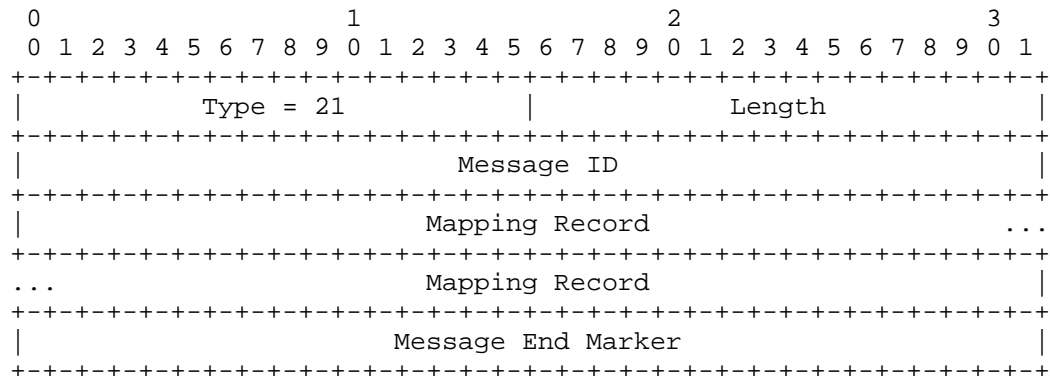 0                   1                   2                   3
 0 1 2 3 4 5 6 7 8 9 0 1 2 3 4 5 6 7 8 9 0 1 2 3 4 5 6 7 8 9 0 1
+-+-+-+-+-+-+-+-+-+-+-+-+-+-+-+-+-+-+-+-+-+-+-+-+-+-+-+-+-+-+-+-+
|           Type = 21           |            Length             |
+-+-+-+-+-+-+-+-+-+-+-+-+-+-+-+-+-+-+-+-+-+-+-+-+-+-+-+-+-+-+-+-+
|                           Message ID                          |
+-+-+-+-+-+-+-+-+-+-+-+-+-+-+-+-+-+-+-+-+-+-+-+-+-+-+-+-+-+-+-+-+
|                         Mapping Record                      ...
+-+-+-+-+-+-+-+-+-+-+-+-+-+-+-+-+-+-+-+-+-+-+-+-+-+-+-+-+-+-+-+-+
...                       Mapping Record                        |
+-+-+-+-+-+-+-+-+-+-+-+-+-+-+-+-+-+-+-+-+-+-+-+-+-+-+-+-+-+-+-+-+
|                       Message End Marker                      |
+-+-+-+-+-+-+-+-+-+-+-+-+-+-+-+-+-+-+-+-+-+-+-+-+-+-+-+-+-+-+-+-+